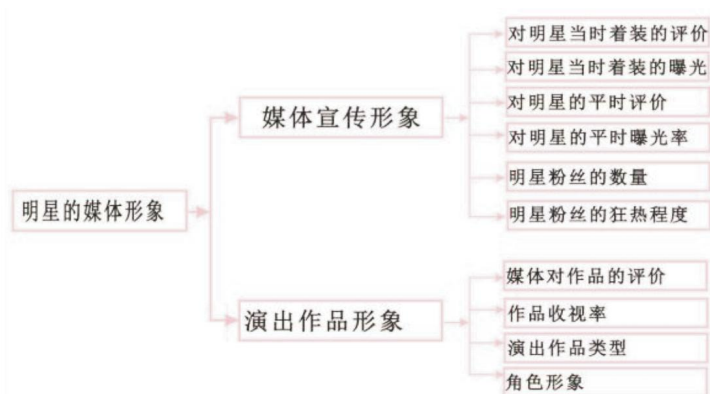 明星的媒体形象
媒体宣传形象
对明星当时着装的评价
对明星当时着装的曝光
对明星的平时评价
对明星的平时曝光率
明星粉丝的数量
明星粉丝的狂热程度
演出作品形象
媒体对作品的评价
作品收视率
演出作品类型
角色形象